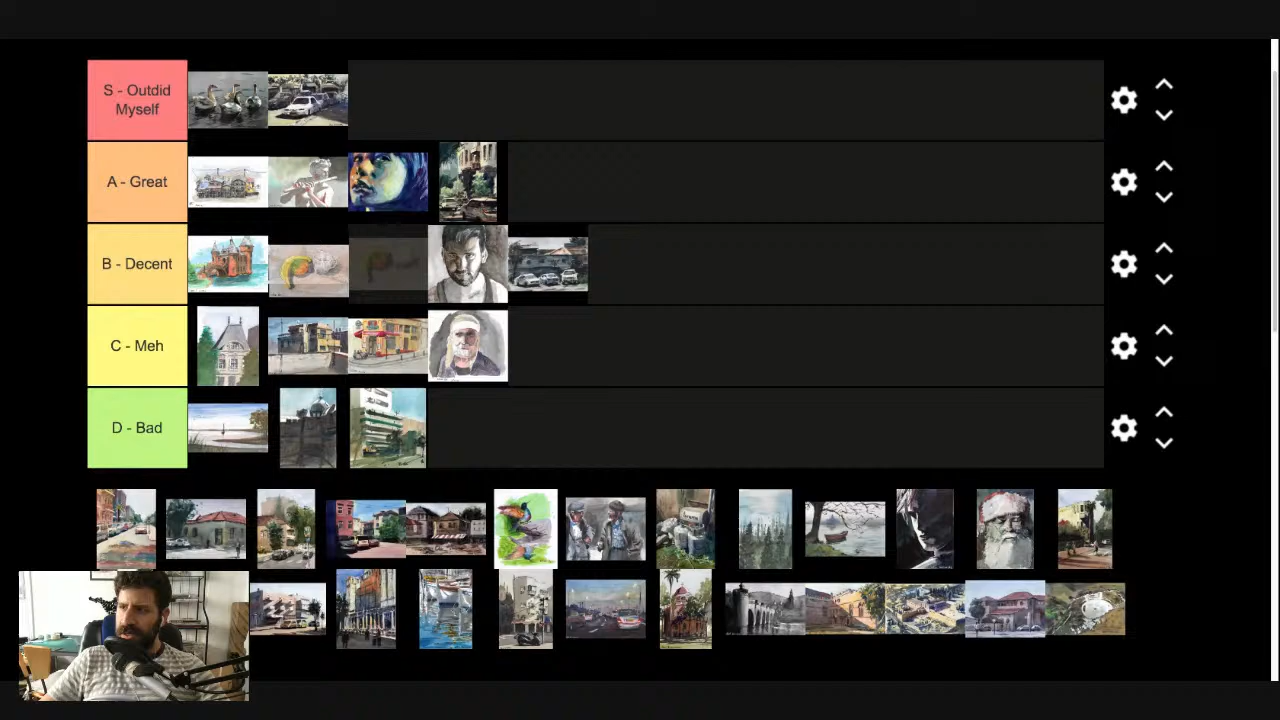 S - Outdid
Myself
A - Great
B - Decent
C - Meh
D - Bad